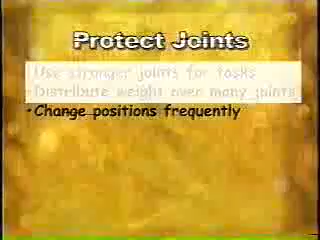 Protect Joints
•Use stronger joints for tasks
•Distribute weight over many joints
•Change positions frequently